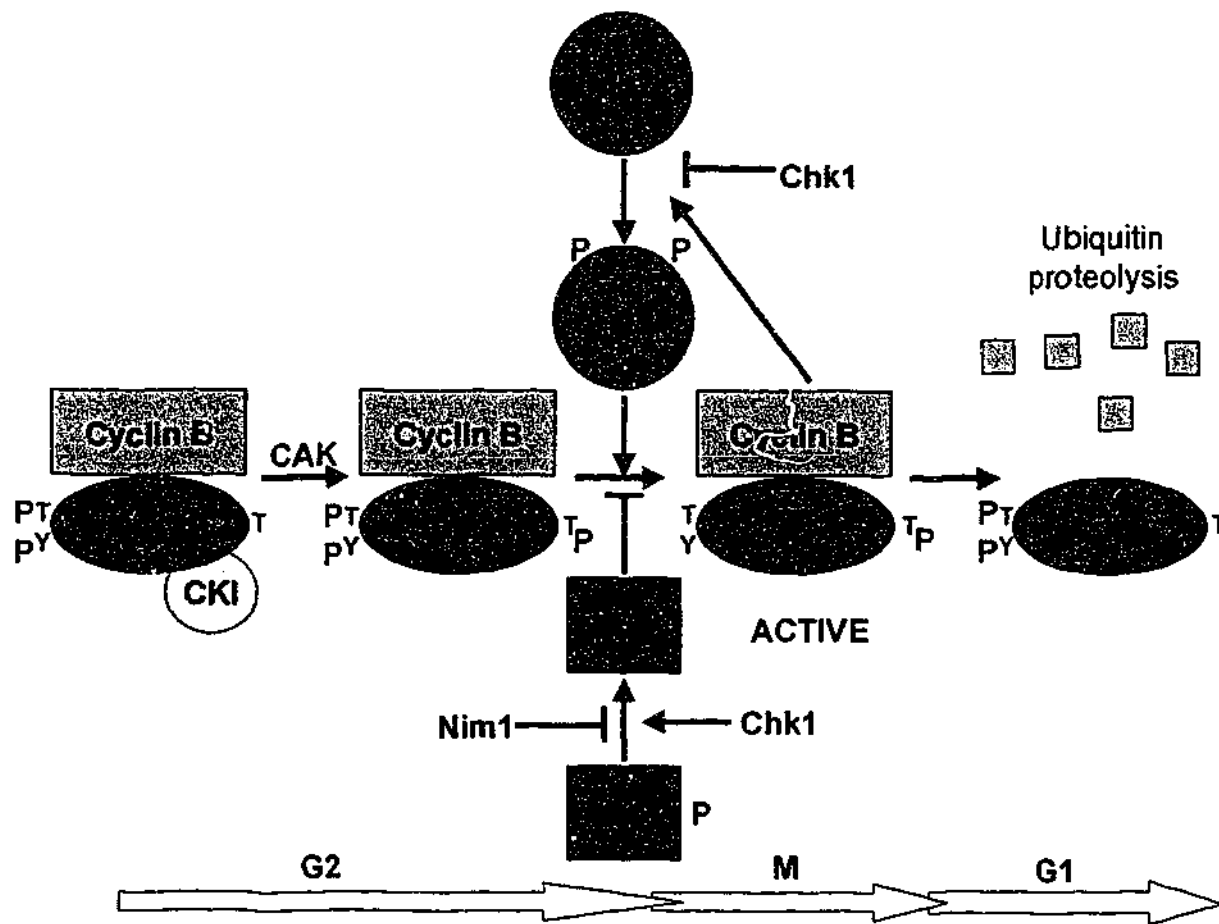 Chk1
P P
Ubiquitin
proteolysis
Cyclin B
CAK
Cyclin B
Cyclin B
PT
PY
T
CKI
PT
PY
TP
T
Y
TP
PT
PY
T
ACTIVE
Nim1
Chk1
P
G2
M
G1